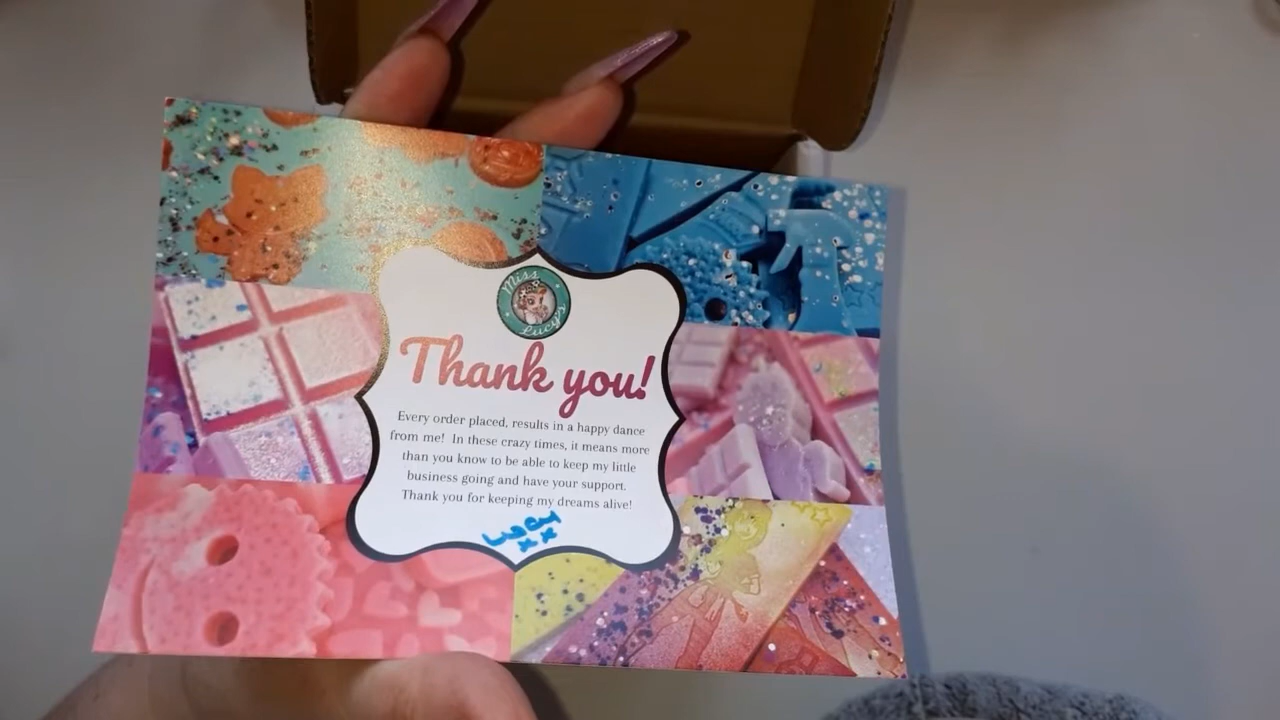 Miss
Lucy's
Thank you!
Every order placed, results in a happy dance
from me! In these crazy times, it means more
than you know to be able to keep my little
business going and have your support.
Thank you for keeping my dreams alive!
xx